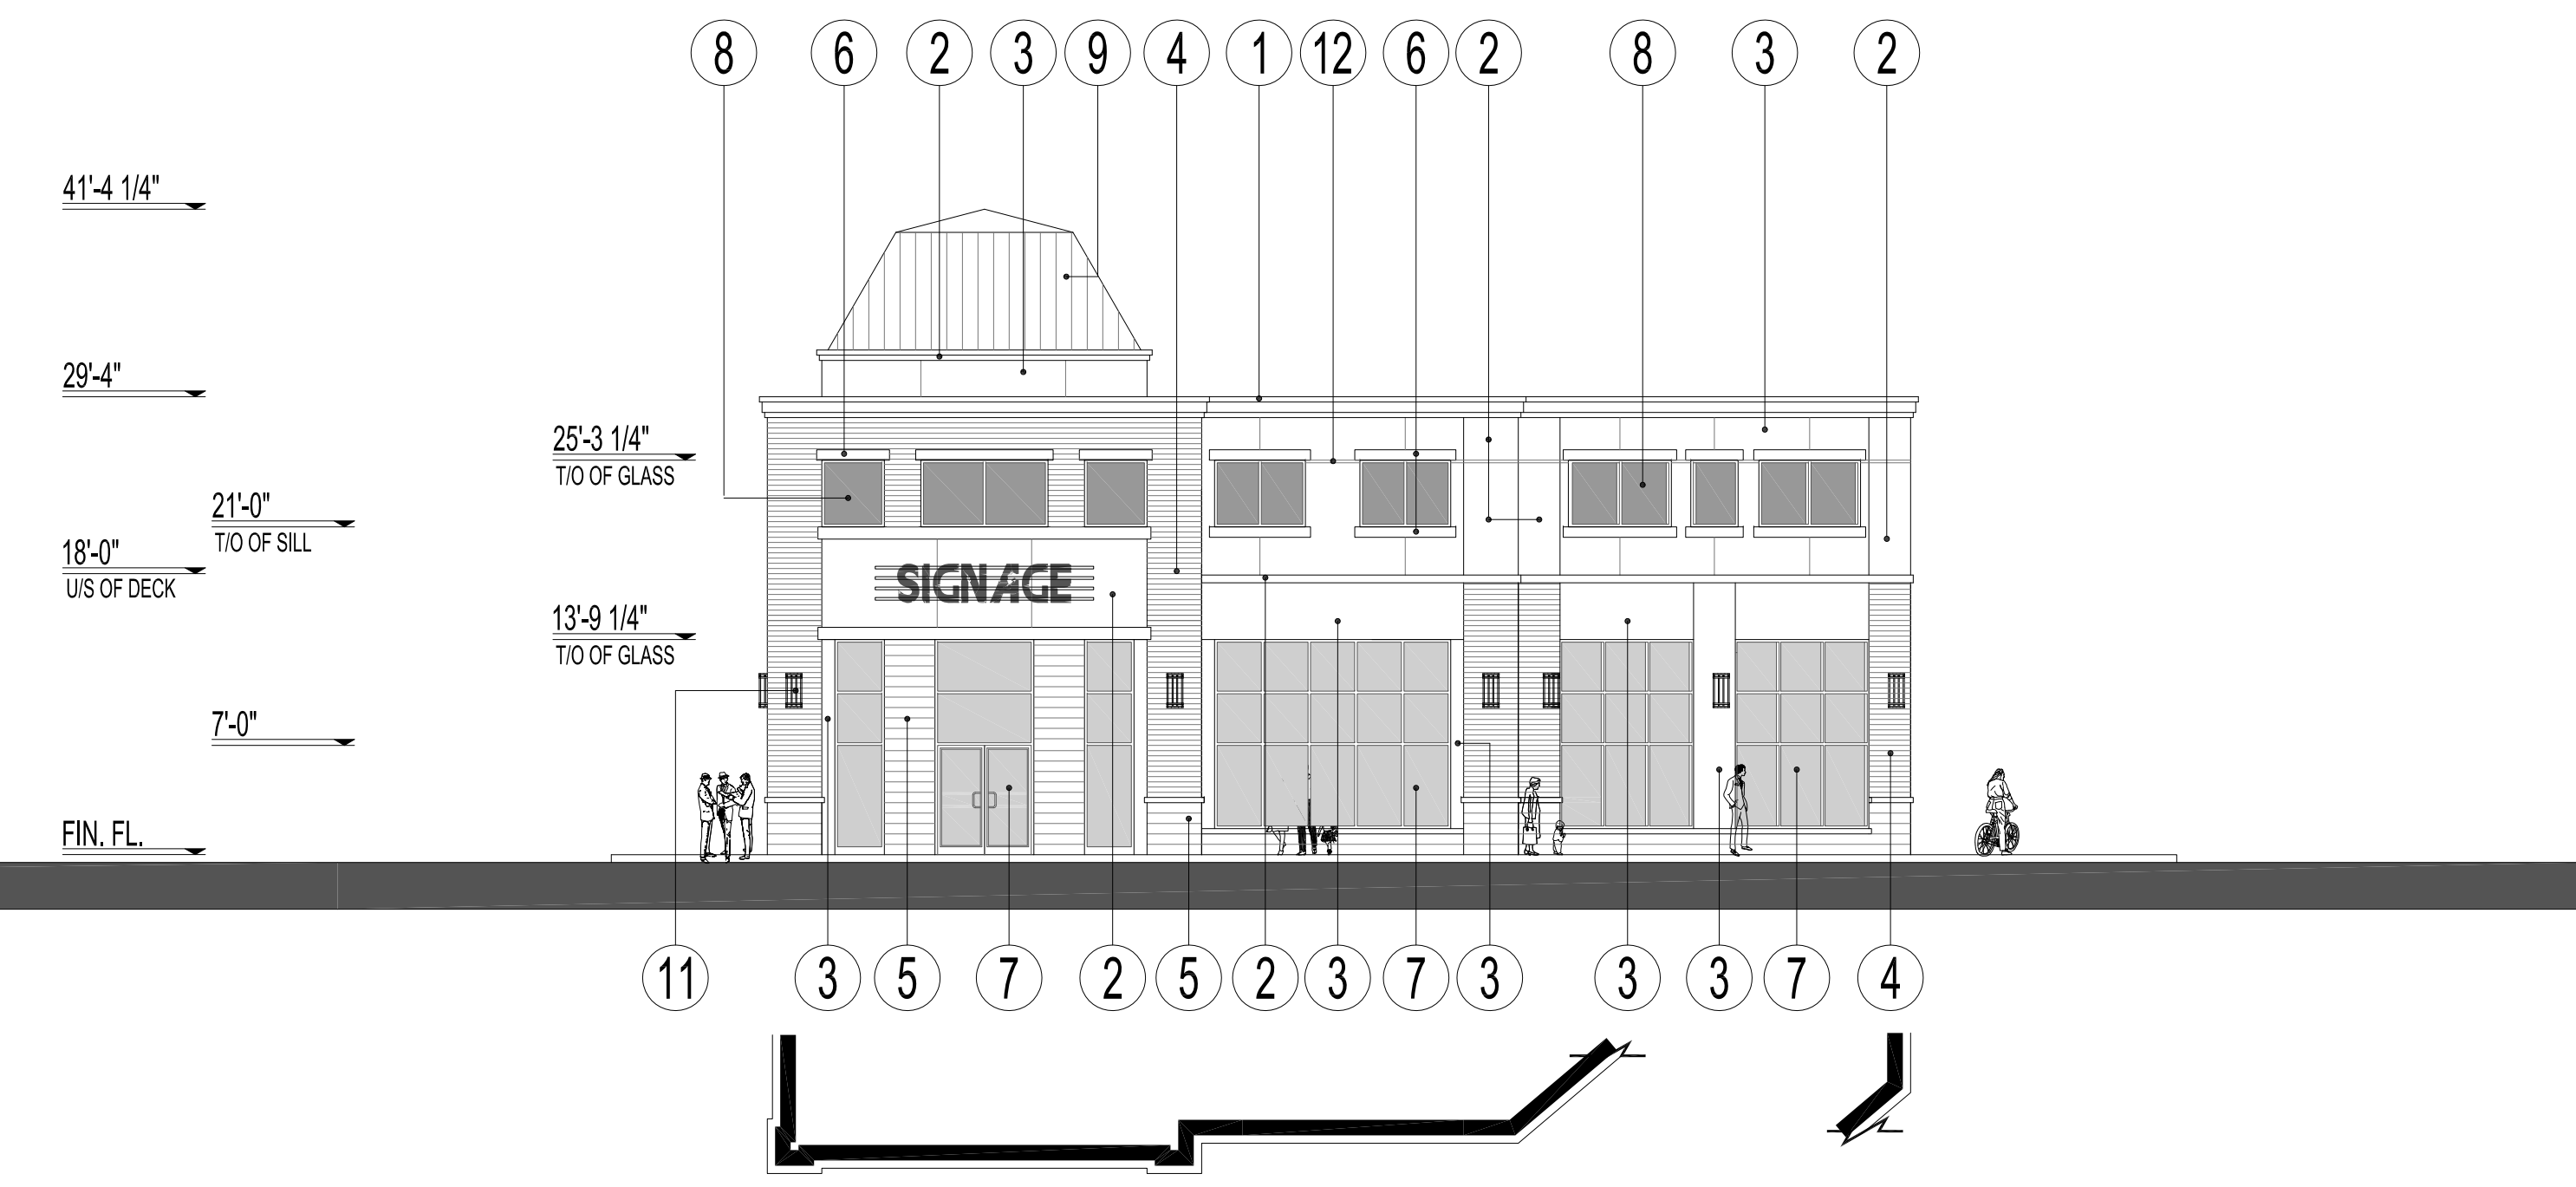 8 6 2 3 9 4 1 12 6 2 8 3 2
41'-4 1/4"
29'-4"
25'-3 1/4"
T/O OF GLASS
21'-0"
T/O OF SILL
18'-0"
U/S OF DECK
SIGNAGE
13'-9 1/4"
T/O OF GLASS
7'-0"
FIN. FL.
11 3 5 7 2 5 2 3 7 3 3 3 7 4